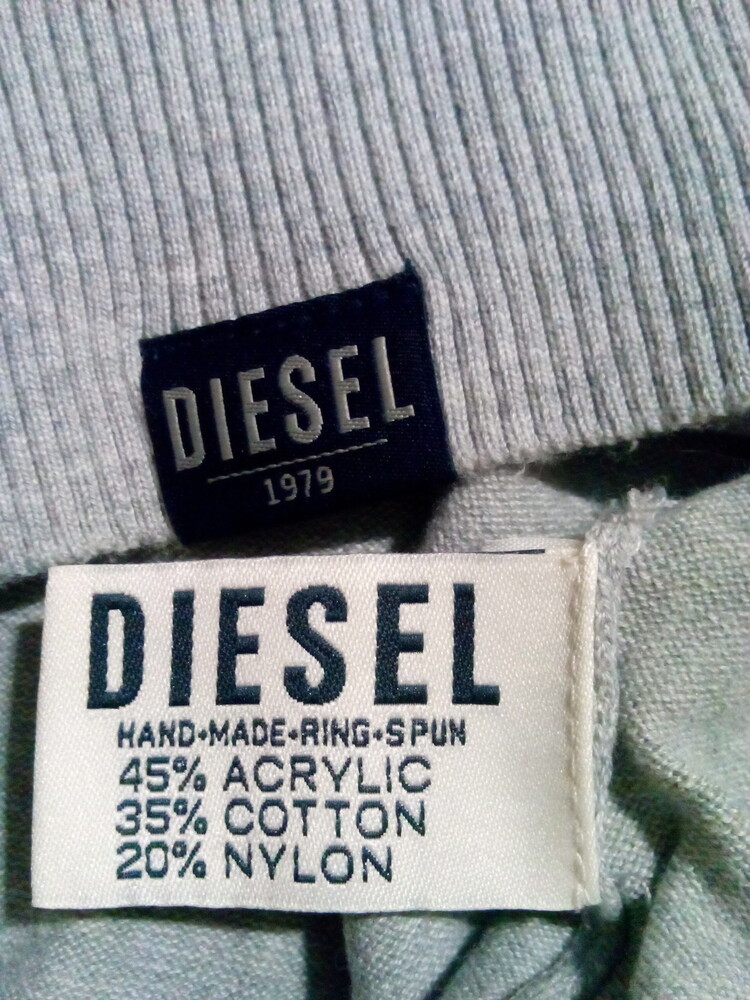 DIESEL
1979
DIESEL
HAND•MADE•RING•SPUN
45% ACRYLIC
35% COTTON
20% NYLON